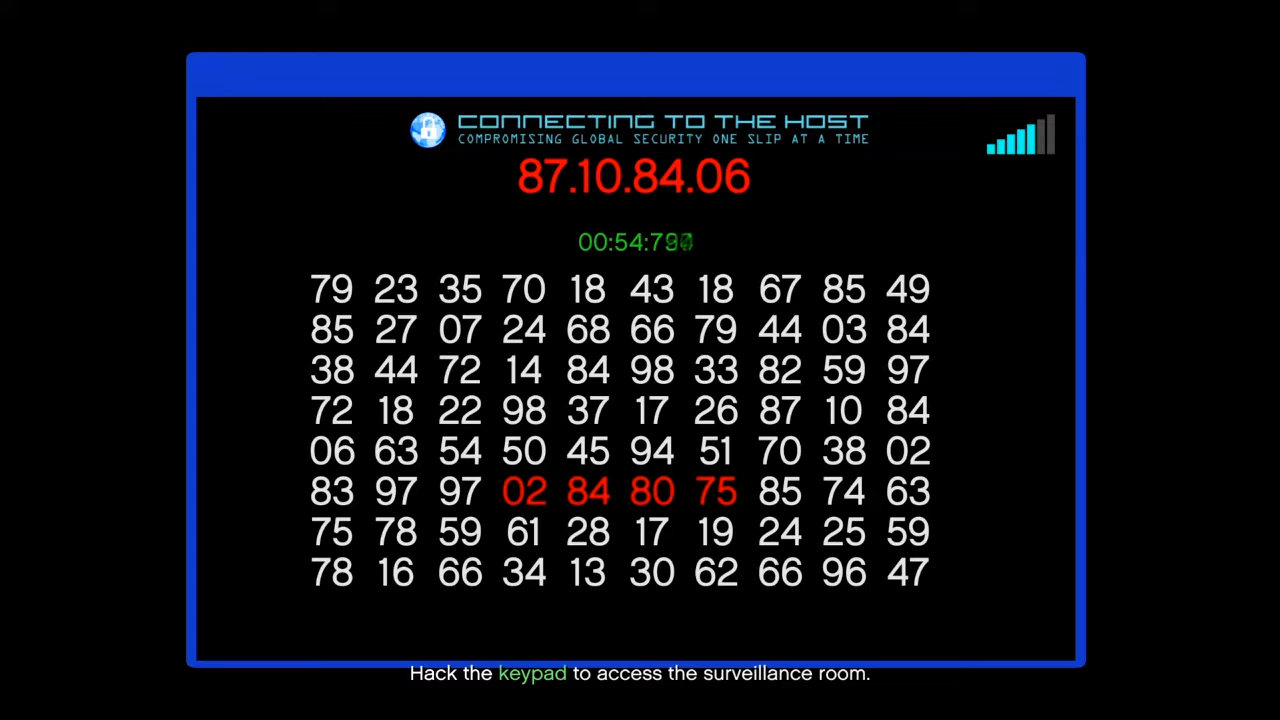 CONNECTING TO THE HOST
COMPROMISING GLOBAL SECURITY ONE SLIP AT A TIME
87.10.84.06
00:54:79
79 23 35 70 18 43 18 67 85 49
85 27 07 24 68 66 79 44 03 84
38 44 72 14 84 98 33 82 59 97
72 18 22 98 37 17 26 87 10 84
06 63 54 50 45 94 51 70 38 02
83 97 97 02 84 80 75 85 74 63
75 78 59 61 28 17 19 24 25 59
78 16 66 34 13 30 62 66 96 47
Hack the keypad to access the surveillance room.